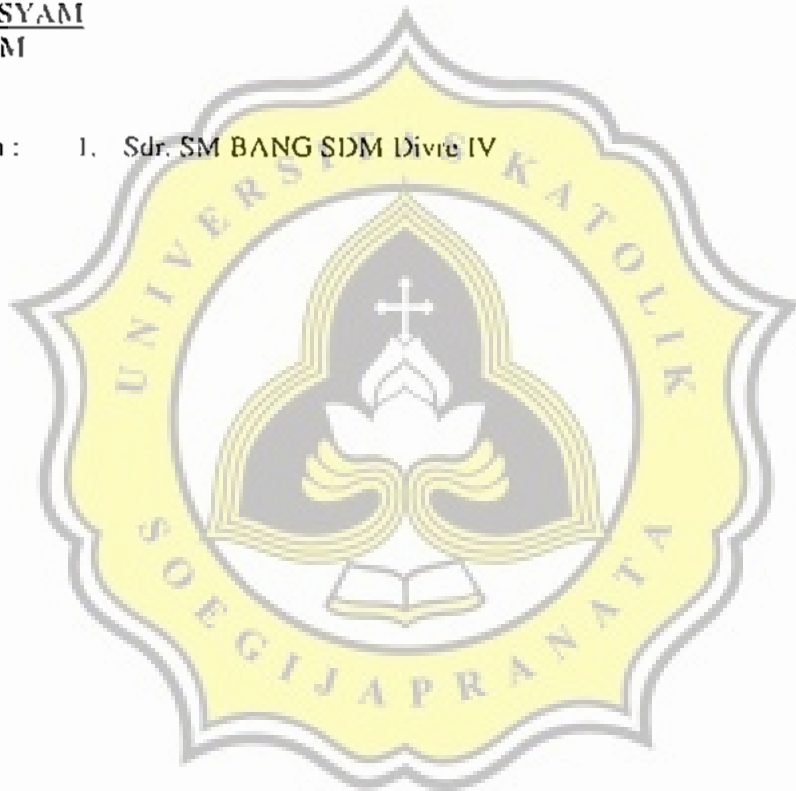 SYAM
M
: 1. Sdr. SM BANG SDM Divre IV
UNIVERSITAS KATOLIK
SOEGIJAPRANATA